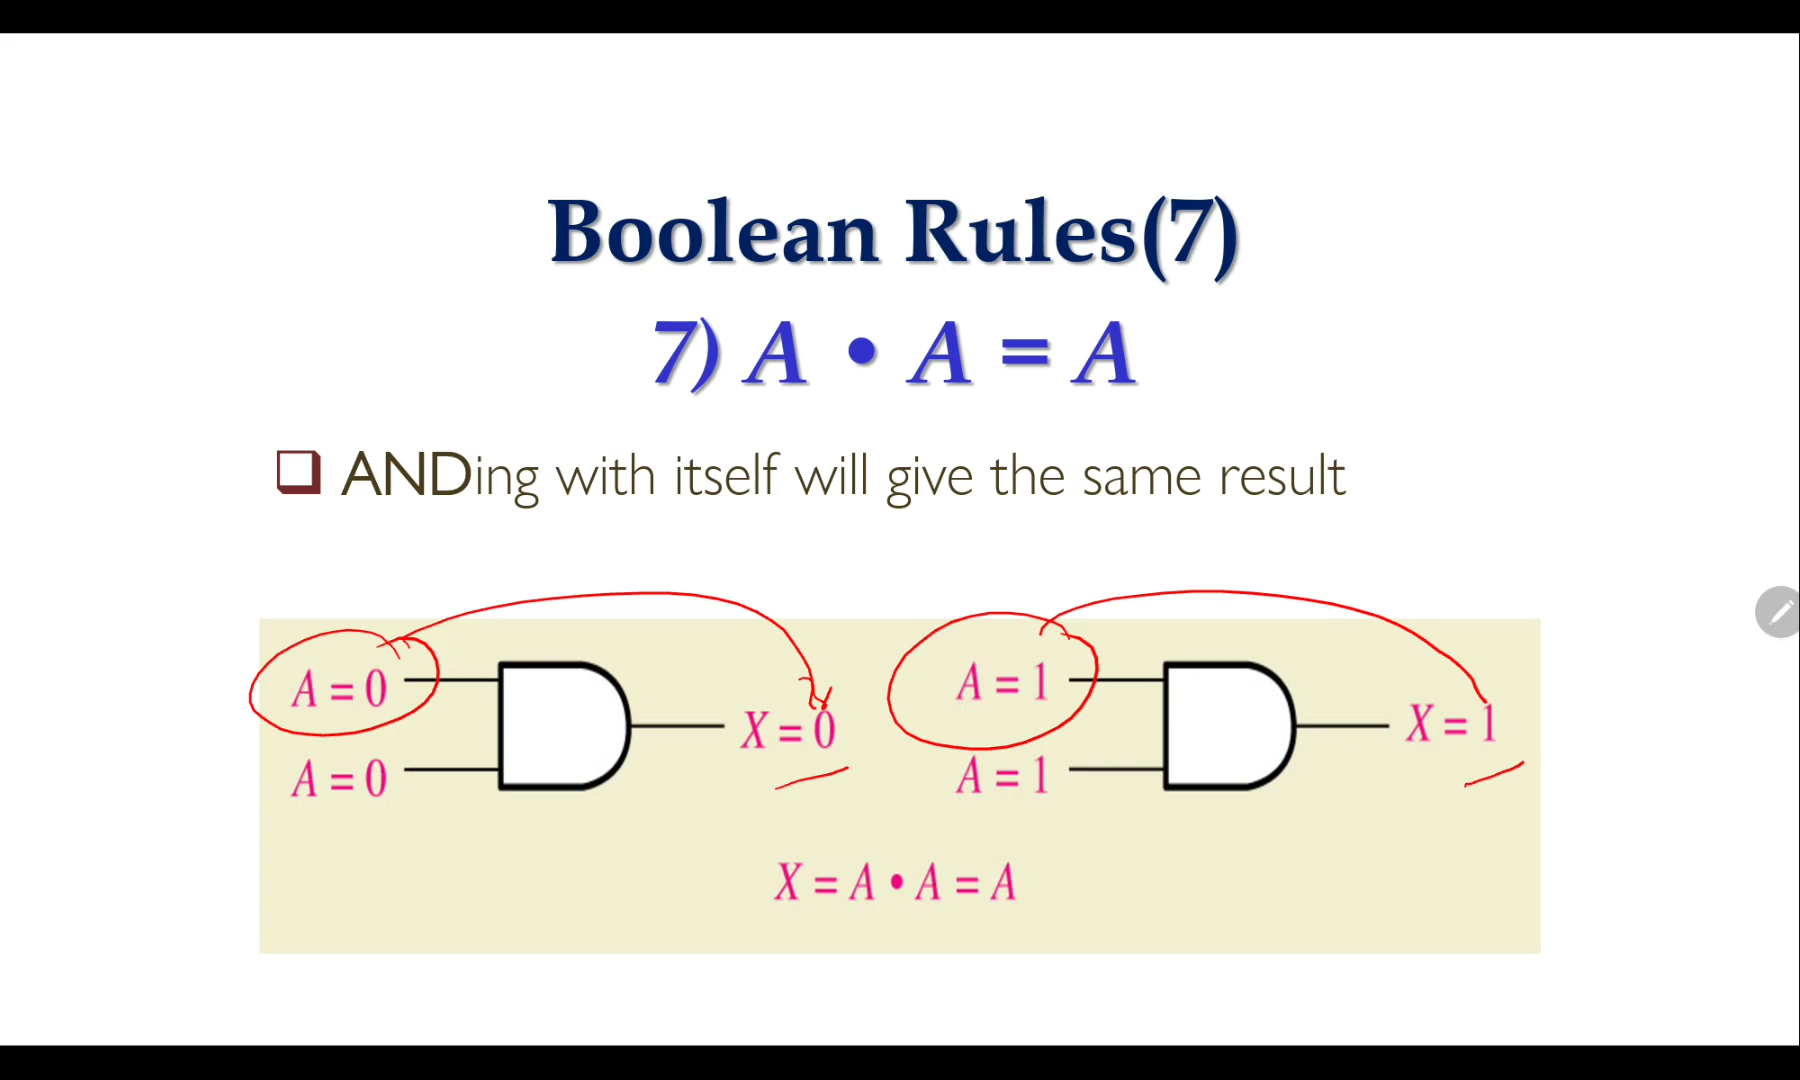 Boolean Rules(7)
7) A • A = A
ANDing with itself will give the same result
A = 0
A = 0
X = 0
A = 1
A = 1
X = 1
X = A • A = A